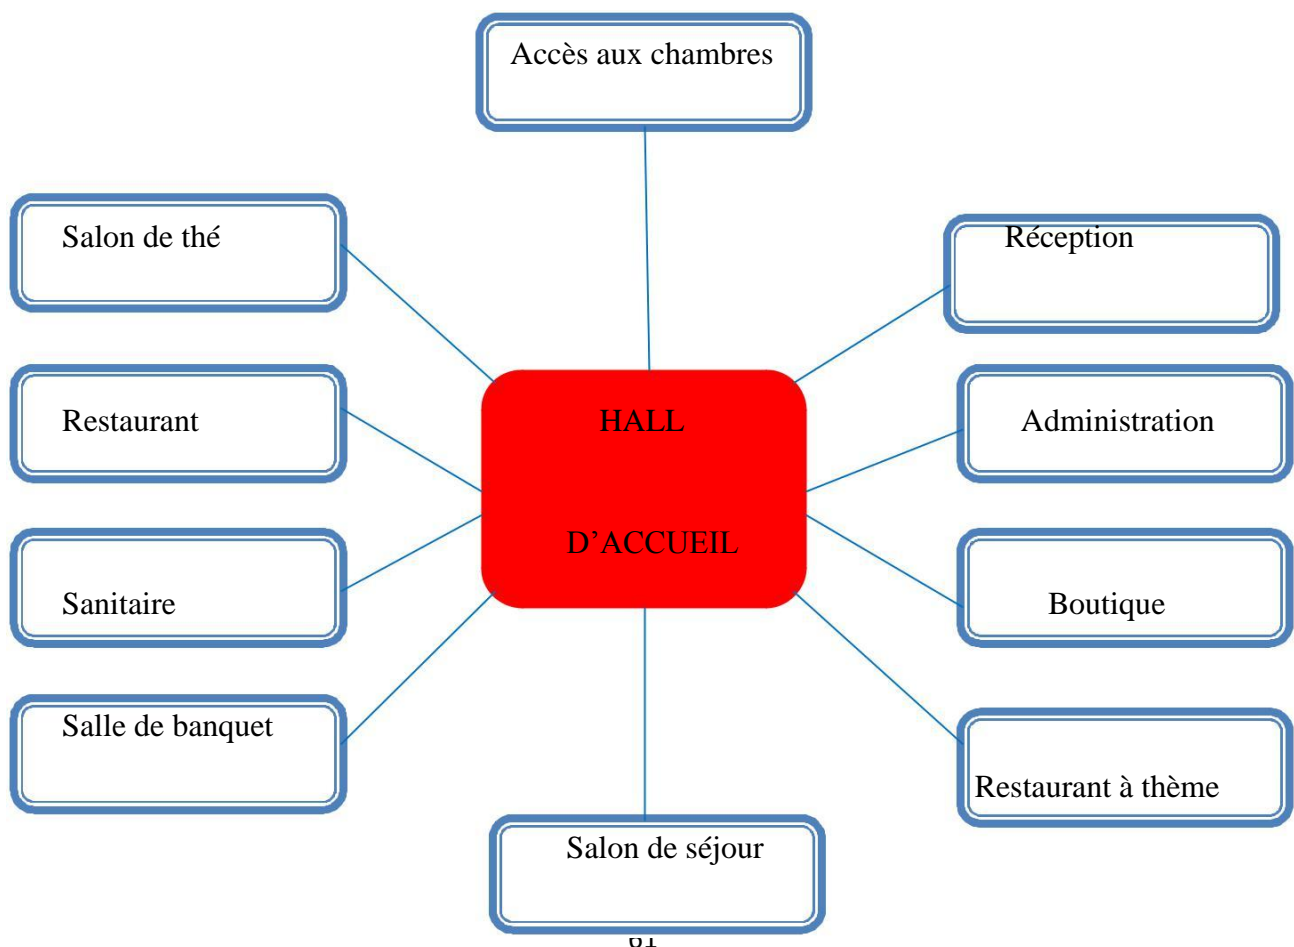 Accès aux chambres
Salon de thé
Réception
Restaurant
HALL
Administration
D’ACCUEIL
Sanitaire
Boutique
Salle de banquet
Restaurant à thème
Salon de séjour
61